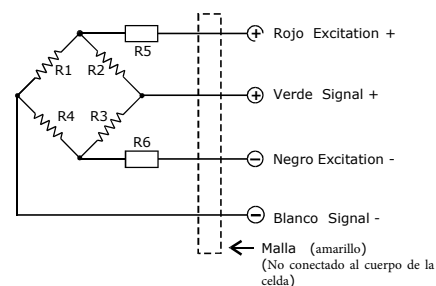 R5
Rojo Excitation +
R1
R2
Verde Signal +
R4
R3
R6
Negro Excitation -
Blanco Signal -
Malla (amarillo)
(No conectado al cuerpo de la
celda)